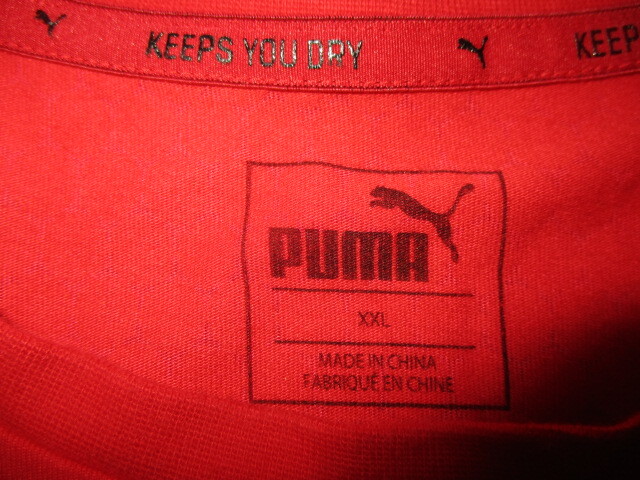 KEEPS YOU DRY KEEP
PUMA
XXL
MADE IN CHINA
FABRIQUÉ EN CHINE